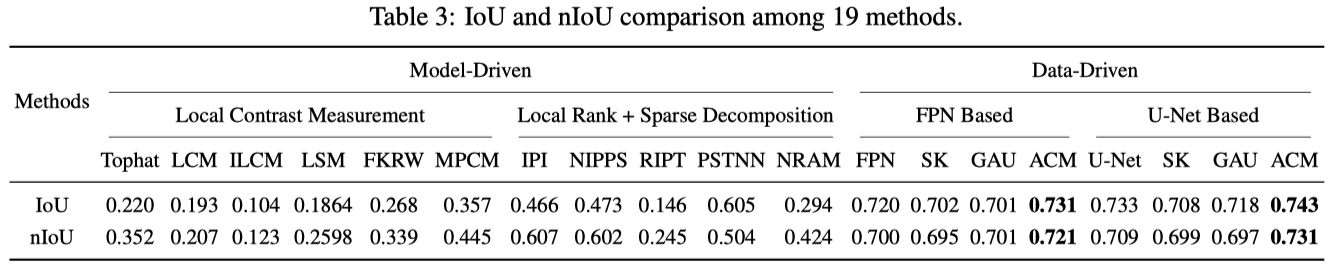 Table 3: IoU and nIoU comparison among 19 methods.
Model-Driven Data-Driven
Methods
Local Contrast Measurement Local Rank + Sparse Decomposition FPN Based U-Net Based
Tophat LCM ILCM LSM FKRW MPCM IPI NIPPS RIPT PSTNN NRAM FPN SK GAU ACM U-Net SK GAU ACM
IoU 0.220 0.193 0.104 0.1864 0.268 0.357 0.466 0.473 0.146 0.605 0.294 0.720 0.702 0.701 0.731 0.733 0.708 0.718 0.743
nIoU 0.352 0.207 0.123 0.2598 0.339 0.445 0.607 0.602 0.245 0.504 0.424 0.700 0.695 0.701 0.721 0.709 0.699 0.697 0.731